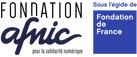 FONDATION
afnic
pour la solidarité numérique
Sous l'égide de
Fondation
de
France